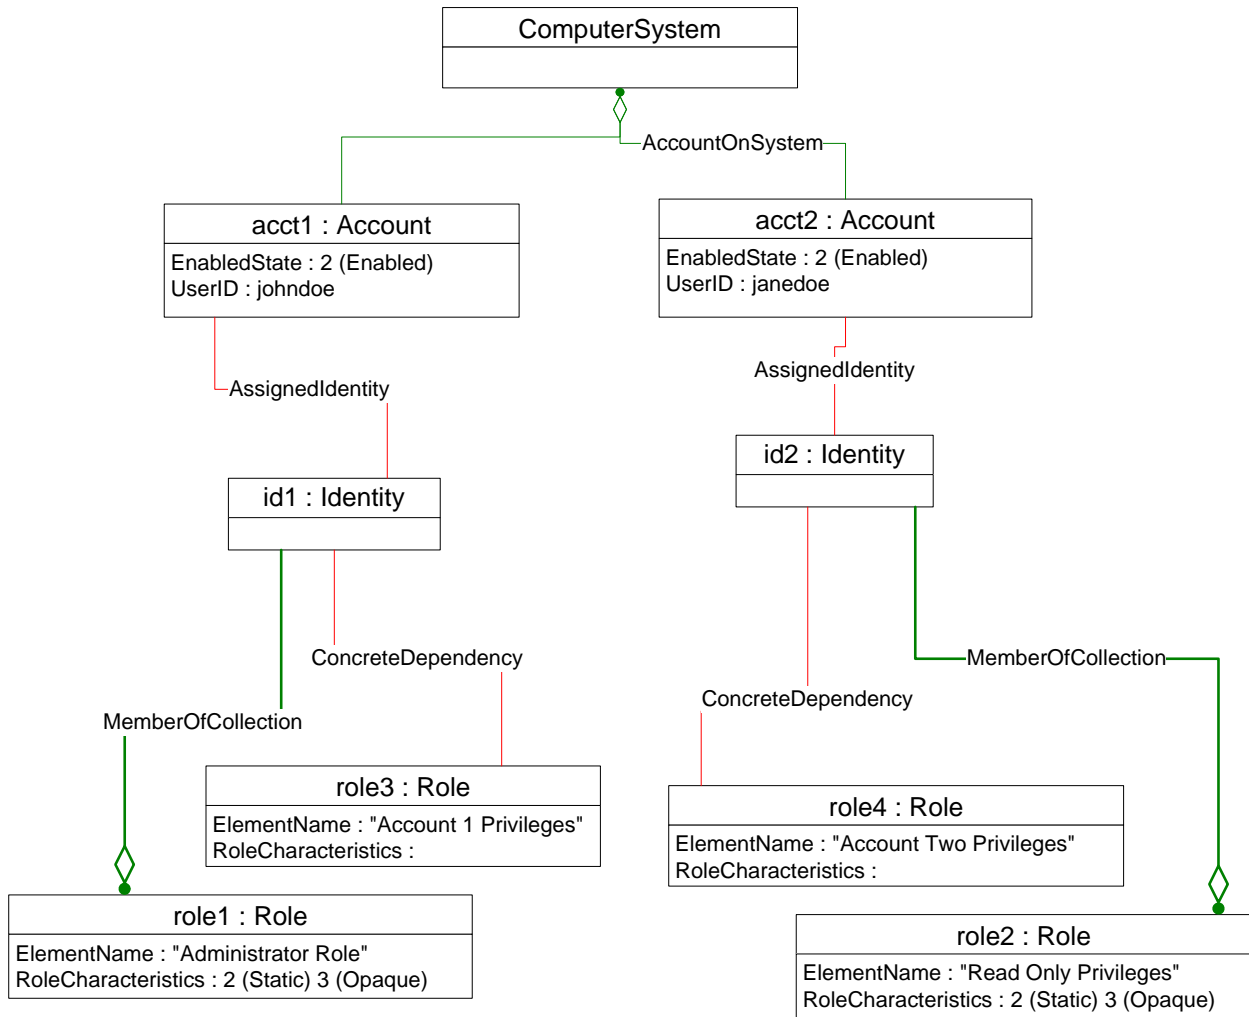 ComputerSystem
AccountOnSystem
acct1 : Account
EnabledState : 2 (Enabled)
UserID : johndoe
acct2 : Account
EnabledState : 2 (Enabled)
UserID : janedoe
AssignedIdentity
AssignedIdentity
id1 : Identity
id2 : Identity
ConcreteDependency
MemberOfCollection
MemberOfCollection
ConcreteDependency
role3 : Role
ElementName : "Account 1 Privileges"
RoleCharacteristics :
role4 : Role
ElementName : "Account Two Privileges"
RoleCharacteristics :
role1 : Role
ElementName : "Administrator Role"
RoleCharacteristics : 2 (Static) 3 (Opaque)
role2 : Role
ElementName : "Read Only Privileges"
RoleCharacteristics : 2 (Static) 3 (Opaque)